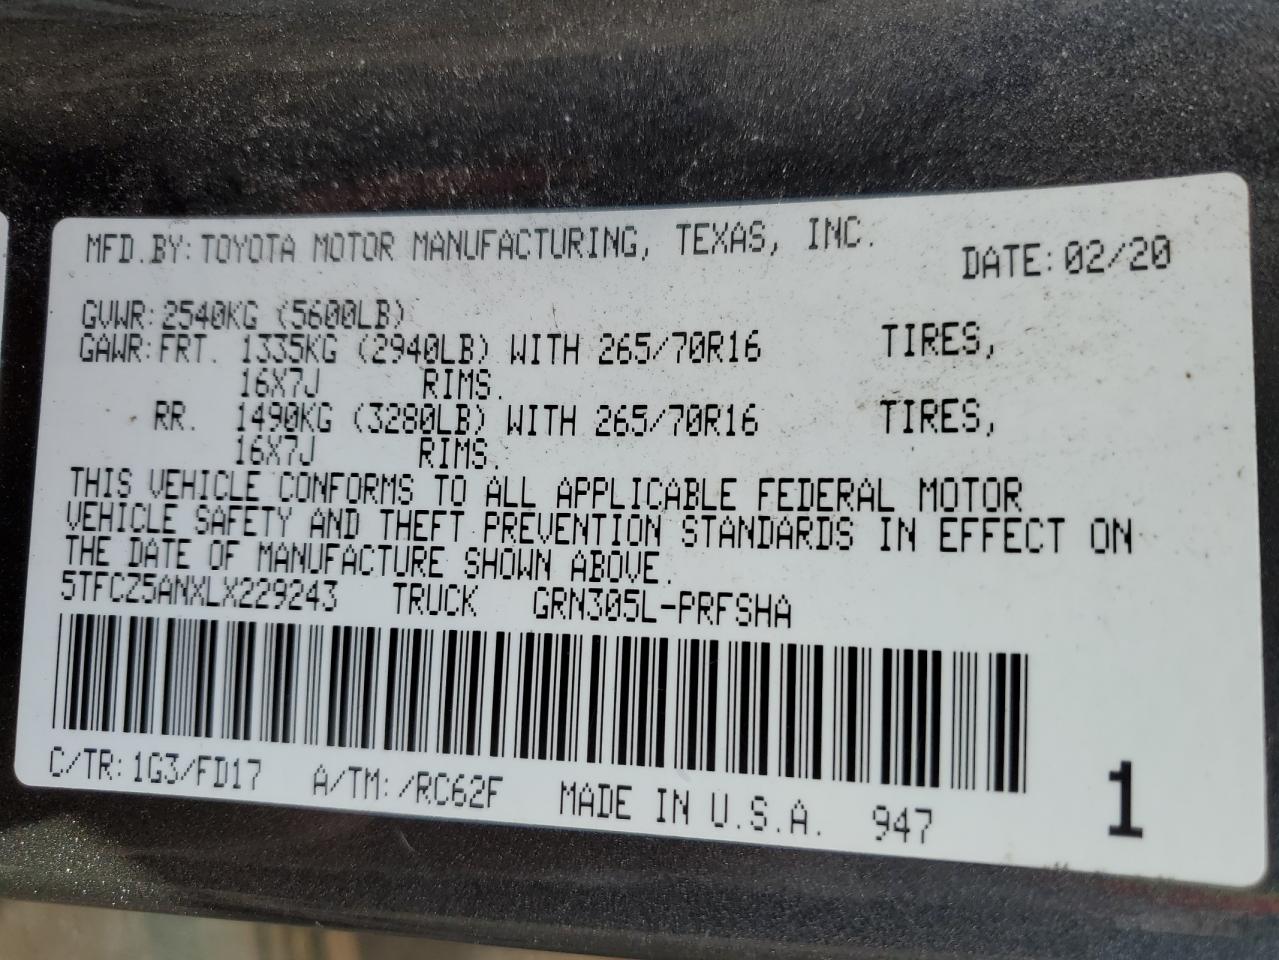 MFD.BY:TOYOTA MOTOR MANUFACTURING, TEXAS, INC. DATE:02/20
GVWR:2540KG (5600LB)
GAWR:FRT. 1335KG (2940LB) WITH 265/70R16 TIRES,
16X7J RIMS.
RR. 1490KG (3280LB) WITH 265/70R16 TIRES,
16X7J RIMS.
THIS VEHICLE CONFORMS TO ALL APPLICABLE FEDERAL MOTOR
VEHICLE SAFETY AND THEFT PREVENTION STANDARDS IN EFFECT ON
THE DATE OF MANUFACTURE SHOWN ABOVE.
5TFCZ5ANXLX229243 TRUCK GRN305L-PRFSHA
C/TR:1G3/FD17 A/TM:/RC62F MADE IN U.S.A. 947 1